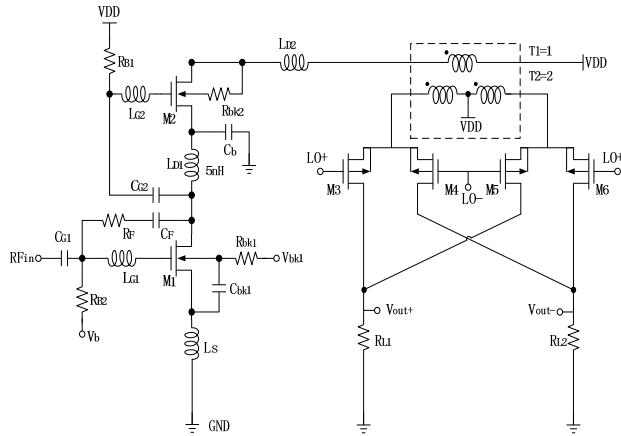 VDD
LD2
T1=1
VDD
RB1
T2=2
LG2
M2
Rbk2
VDD
Cb
LO+
LO+
LD1
5nH
M3
M4
M5
M6
LO-
CG2
RF
CF
CG1
Rbk1
RFin
Vbk1
LG1
M1
Cbk1
RB2
Vout+
Vout-
Vb
LS
RL1
RL2
GND